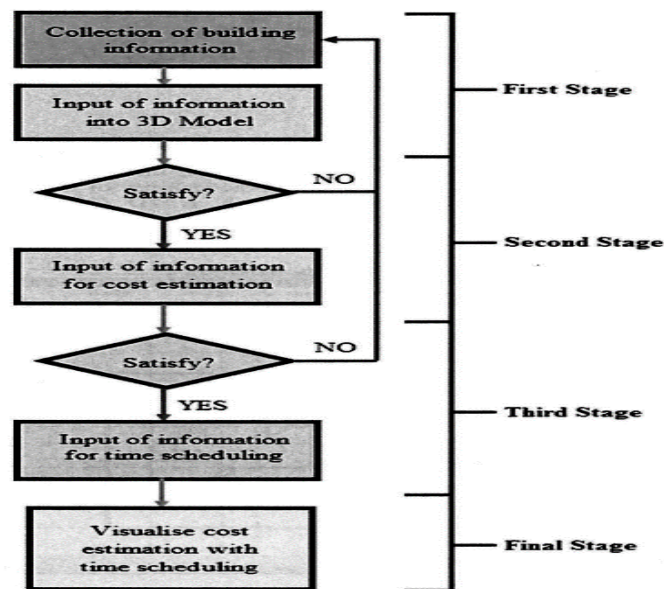 Collection of building
information
Input of information
into 3D Model
Satisfy?
NO
YES
Input of information
for cost estimation
Satisfy?
NO
YES
Input of information
for time scheduling
Visualise cost
estimation with
time scheduling
First Stage
Second Stage
Third Stage
Final Stage